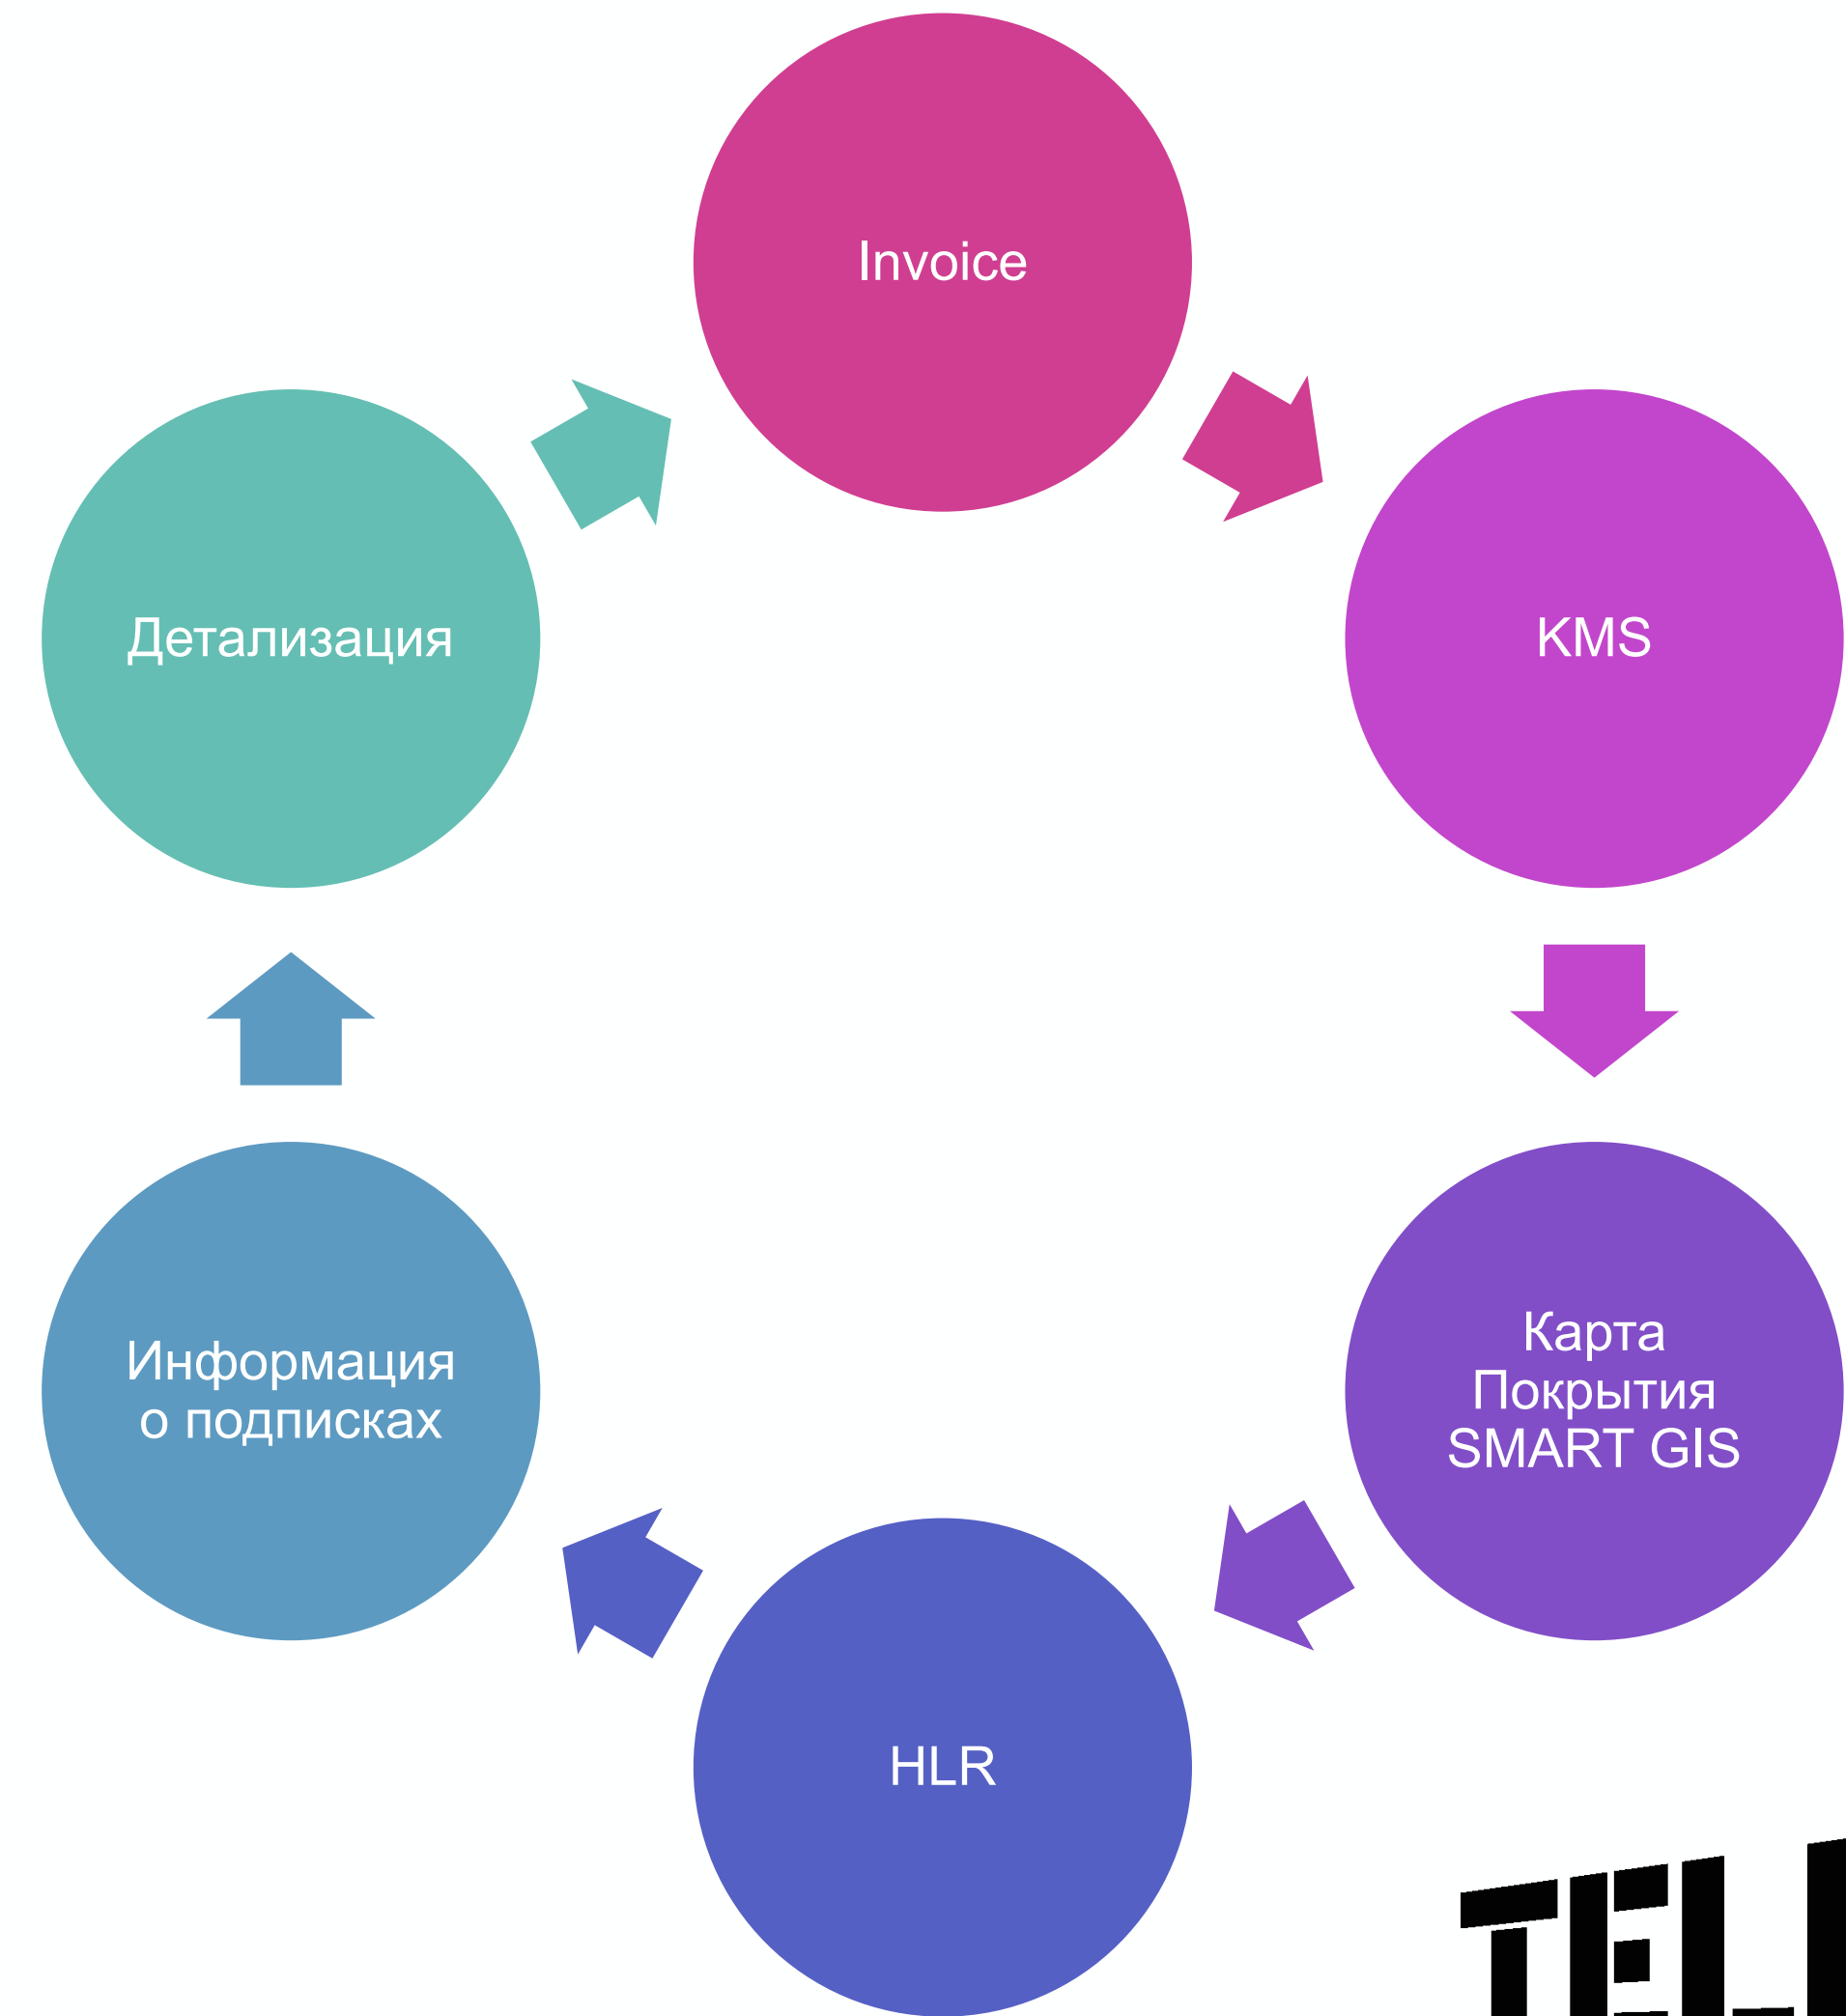 Invoice
KMS
Карта
Покрытия
SMART GIS
HLR
Информация
о подписках
Детализация